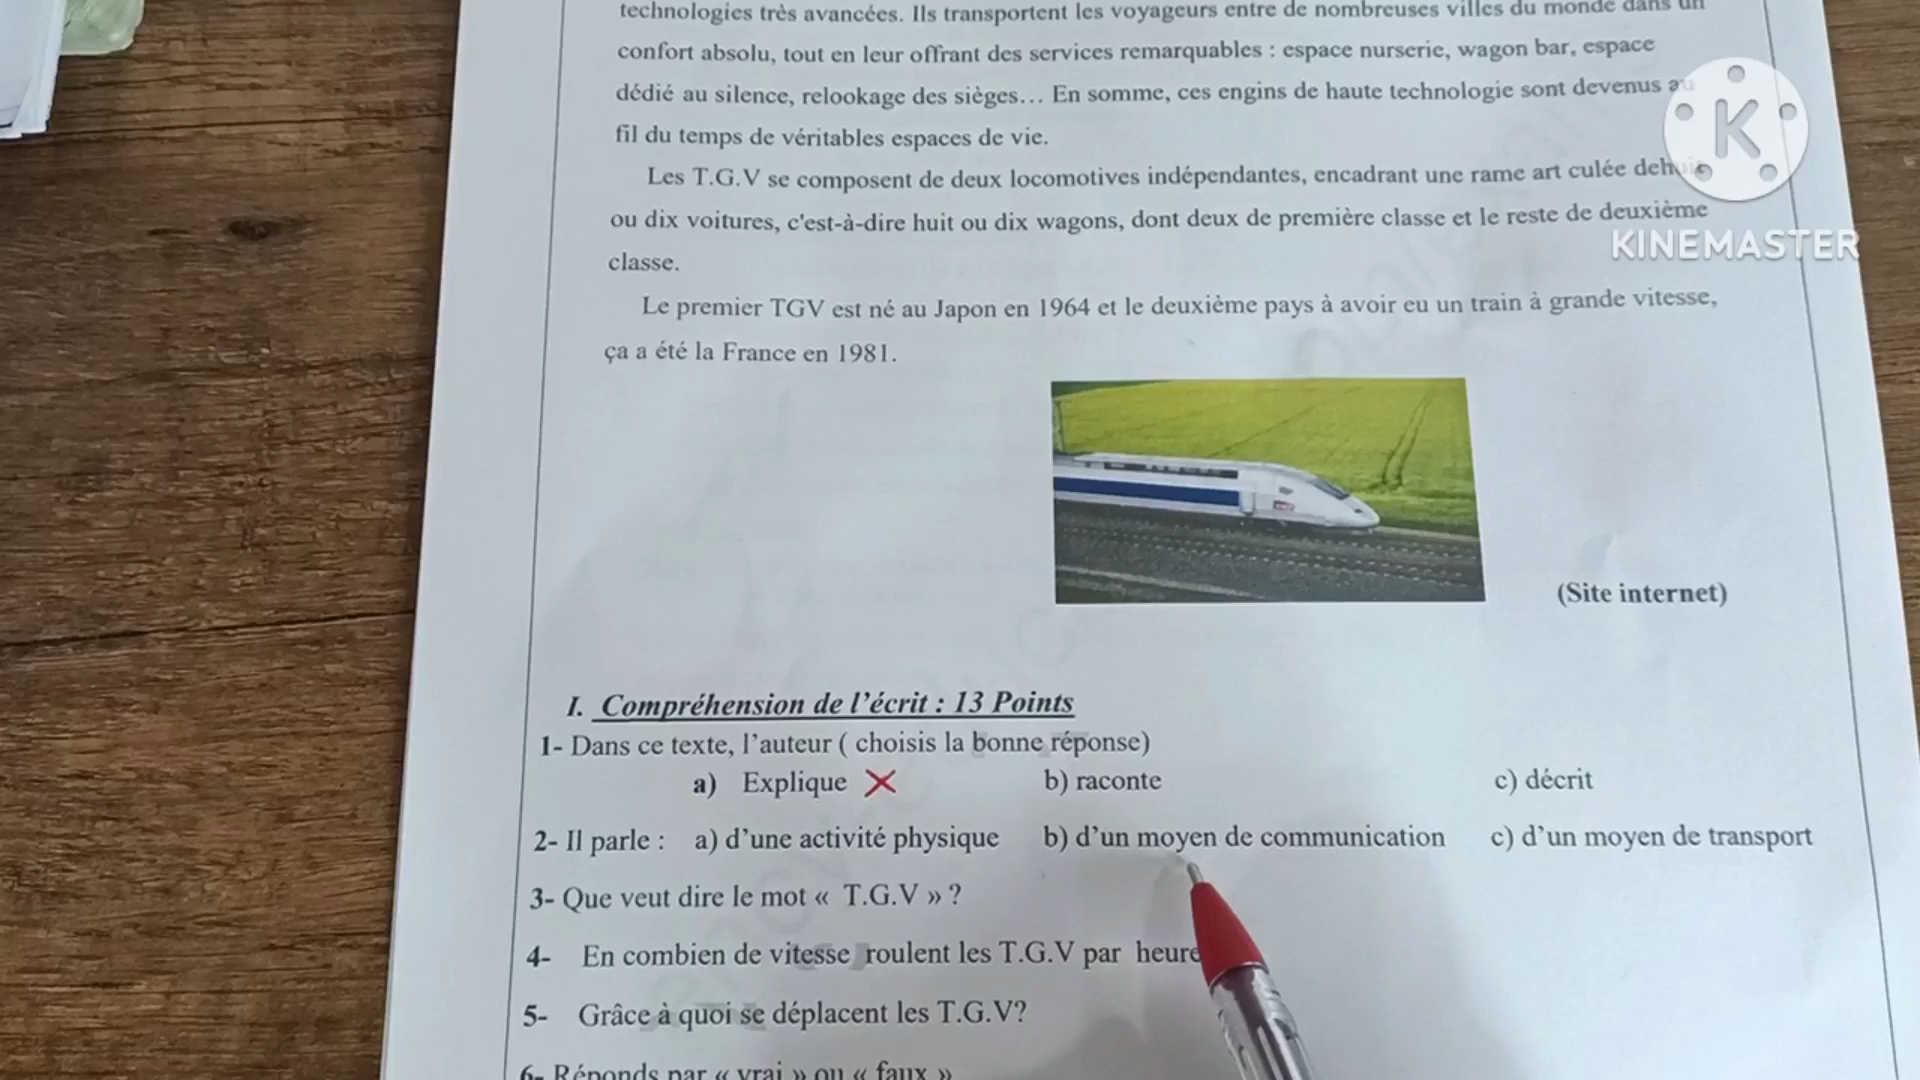 technologies très avancées. Ils transportent les voyageurs entre de nombreuses villes du monde dans un
confort absolu, tout en leur offrant des services remarquables : espace nurserie, wagon bar, espace
dédié au silence, relookage des sièges… En somme, ces engins de haute technologie sont devenus au
fil du temps de véritables espaces de vie.
Les T.G.V se composent de deux locomotives indépendantes, encadrant une rame art culée dehuit
ou dix voitures, c'est-à-dire huit ou dix wagons, dont deux de première classe et le reste de deuxième
classe.
Le premier TGV est né au Japon en 1964 et le deuxième pays à avoir eu un train à grande vitesse,
ça a été la France en 1981.
(Site internet)
I. Compréhension de l'écrit : 13 Points
1- Dans ce texte, l'auteur ( choisis la bonne réponse)
a) Explique b) raconte c) décrit
2- Il parle : a) d'une activité physique b) d'un moyen de communication c) d'un moyen de transport
3- Que veut dire le mot « T.G.V » ?
4- En combien de vitesse roulent les T.G.V par heure
5- Grâce à quoi se déplacent les T.G.V?
6- Réponds par « vrai » ou « faux »
K
KINEMASTER